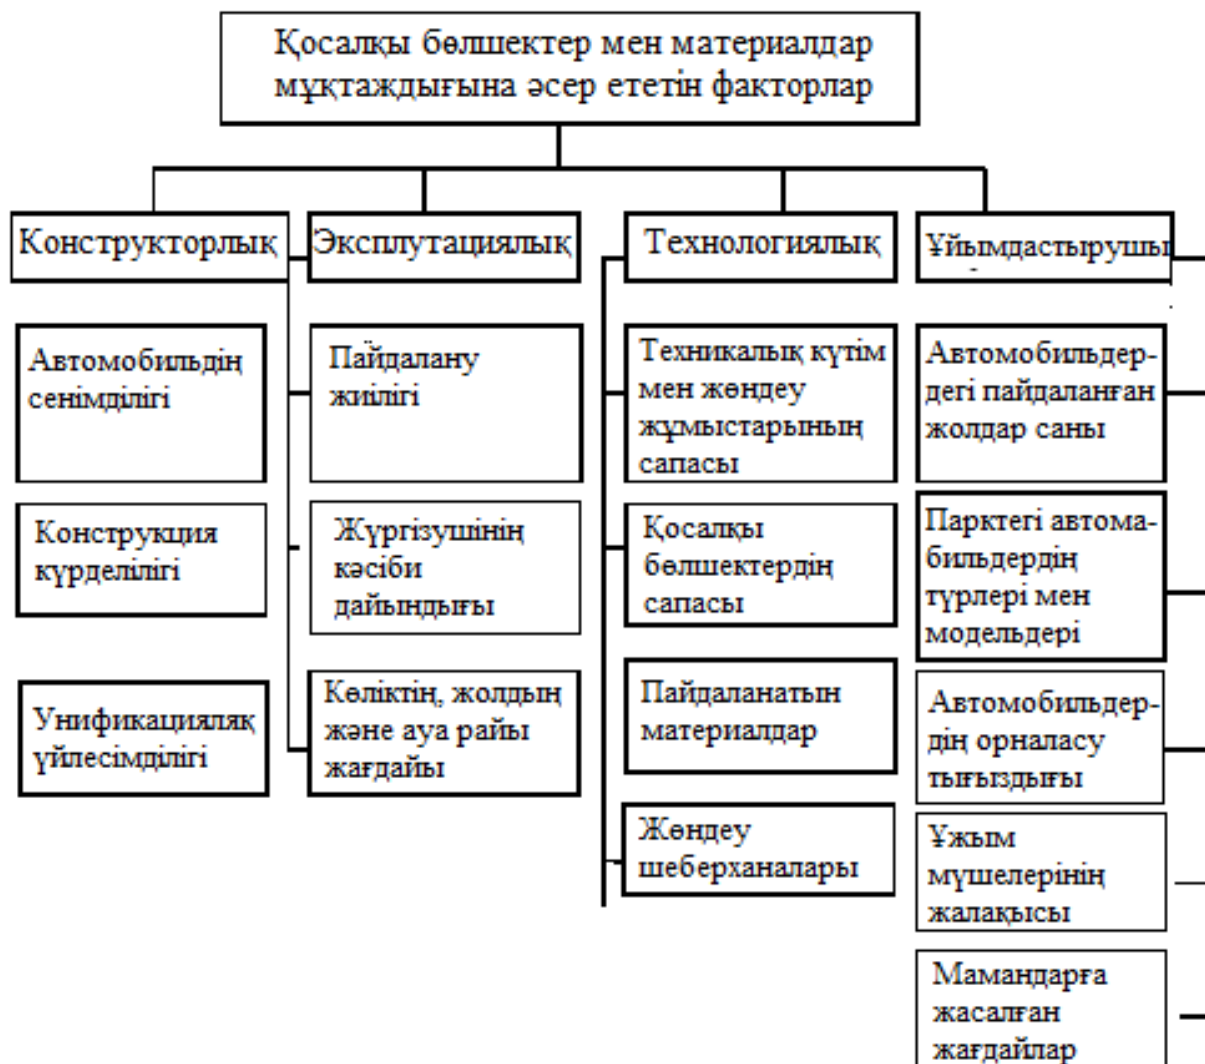 Қосалқы бөлшектер мен материалдар
мұқтаждығына әсер ететін факторлар
Конструкторлық
Эксплутациялық
Технологиялық
Ұйымдастырушы
Автомобильдің
сенімділігі
Конструкция
күрделілігі
Унификацияляқ
үйлесімділігі
Пайдалану
жиілігі
Жүргізушінің
кәсіби
дайындығы
Көліктің, жолдың
және ауа райы
жағдайы
Техникалық күтім
мен жөндеу
жұмыстарының
сапасы
Қосалқы
бөлшектердің
сапасы
Пайдаланатын
материалдар
Жөндеу
шеберханалары
Автомобильдер-
дегі пайдаланған
жолдар саны
Парктегі автома-
бильдердің
түрлері мен
модельдері
Автомобильдер-
дің орналасу
тығыздығы
Ұжым
мүшелерінің
жалақысы
Мамандарға
жасалған
жағдайлар